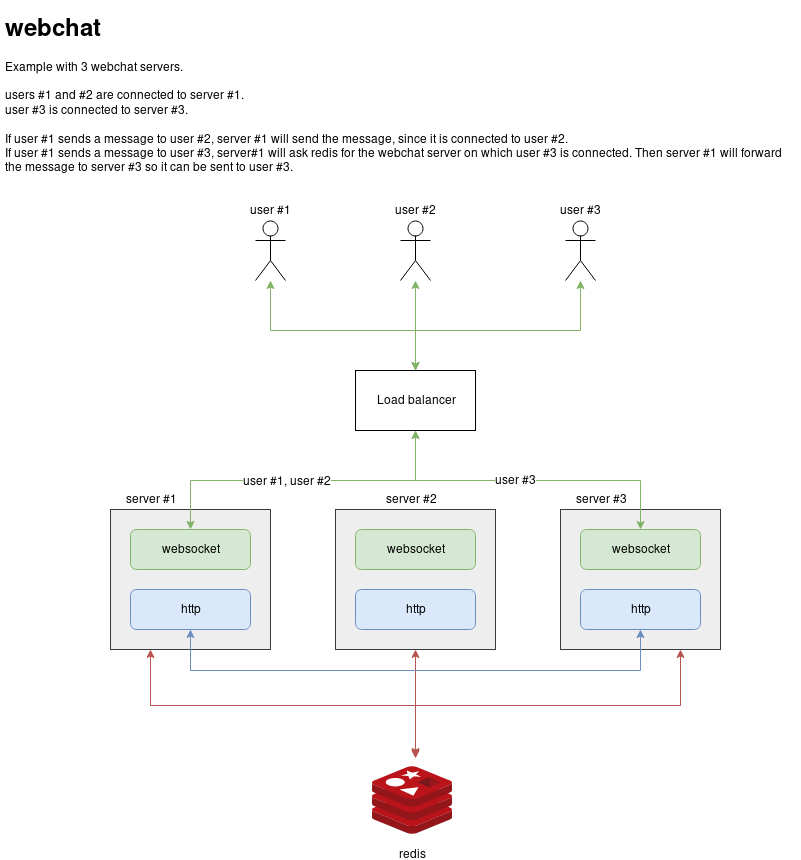 webchat
Example with 3 webchat servers.
users #1 and #2 are connected to server #1.
user #3 is connected to server #3.
If user #1 sends a message to user #2, server #1 will send the message, since it is connected to user #2.
If user #1 sends a message to user #3, server#1 will ask redis for the webchat server on which user #3 is connected. Then server #1 will forward
the message to server #3 so it can be sent to user #3.
user #1
user #2
user #3
Load balancer
user #1, user #2
user #3
server #1
server #2
server #3
websocket
websocket
websocket
http
http
http
redis